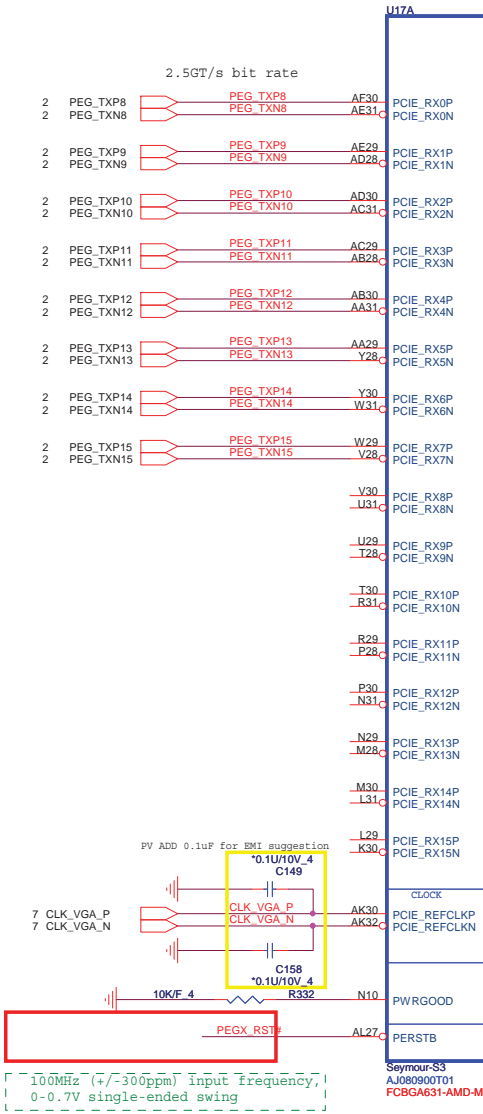 U17A
2.5GT/s bit rate
2 PEG_TXP8 PEG_TXP8 AF30 PCIE_RX0P
2 PEG_TXN8 PEG_TXN8 AE31 PCIE_RX0N
2 PEG_TXP9 PEG_TXP9 AE29 PCIE_RX1P
2 PEG_TXN9 PEG_TXN9 AD28 PCIE_RX1N
2 PEG_TXP10 PEG_TXP10 AD30 PCIE_RX2P
2 PEG_TXN10 PEG_TXN10 AC31 PCIE_RX2N
2 PEG_TXP11 PEG_TXP11 AC29 PCIE_RX3P
2 PEG_TXN11 PEG_TXN11 AB28 PCIE_RX3N
2 PEG_TXP12 PEG_TXP12 AB30 PCIE_RX4P
2 PEG_TXN12 PEG_TXN12 AA31 PCIE_RX4N
2 PEG_TXP13 PEG_TXP13 AA29 PCIE_RX5P
2 PEG_TXN13 PEG_TXN13 Y28 PCIE_RX5N
2 PEG_TXP14 PEG_TXP14 Y30 PCIE_RX6P
2 PEG_TXN14 PEG_TXN14 W31 PCIE_RX6N
2 PEG_TXP15 PEG_TXP15 W29 PCIE_RX7P
2 PEG_TXN15 PEG_TXN15 V28 PCIE_RX7N
V30 PCIE_RX8P
U31 PCIE_RX8N
U29 PCIE_RX9P
T28 PCIE_RX9N
T30 PCIE_RX10P
R31 PCIE_RX10N
R29 PCIE_RX11P
P28 PCIE_RX11N
P30 PCIE_RX12P
N31 PCIE_RX12N
N29 PCIE_RX13P
M28 PCIE_RX13N
M30 PCIE_RX14P
L31 PCIE_RX14N
L29 PCIE_RX15P
K30 PCIE_RX15N
PV ADD 0.1uF for EMI suggestion
*0.1U/10V_4
C149
CLOCK
7 CLK_VGA_P CLK_VGA_P AK30 PCIE_REFCLKP
7 CLK_VGA_N CLK_VGA_N AK32 PCIE_REFCLKN
C158
*0.1U/10V_4
10K/F_4 R332 N10 PWRGOOD
PEGX_RST# AL27 PERSTB
Seymour-S3
AJ080900T01
FCBGA631-AMD-M
100MHz (+/-300ppm) input frequency,
0-0.7V single-ended swing